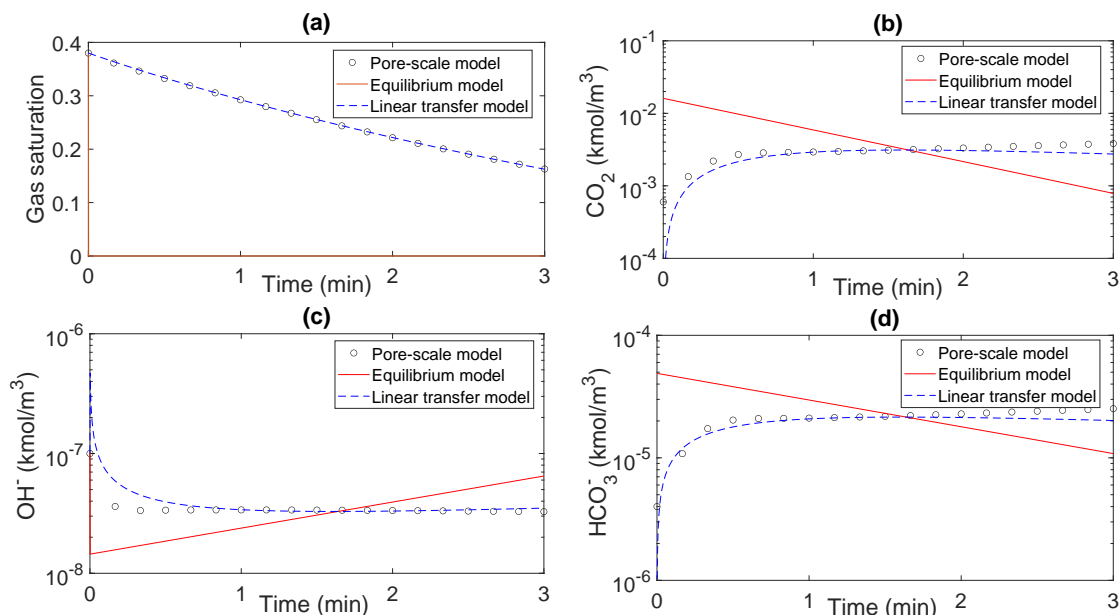 (a)
Gas saturation
0.4
0.3
0.2
0.1
0
0
1
2
3
Time (min)
Pore-scale model
Equilibrium model
Linear transfer model
(b)
CO₂ (kmol/m³)
10⁻¹
10⁻²
10⁻³
10⁻⁴
0
1
2
3
Time (min)
Pore-scale model
Equilibrium model
Linear transfer model
(c)
OH⁻ (kmol/m³)
10⁻⁶
10⁻⁷
10⁻⁸
0
1
2
3
Time (min)
Pore-scale model
Equilibrium model
Linear transfer model
(d)
HCO₃⁻ (kmol/m³)
10⁻⁴
10⁻⁵
10⁻⁶
0
1
2
3
Time (min)
Pore-scale model
Equilibrium model
Linear transfer model